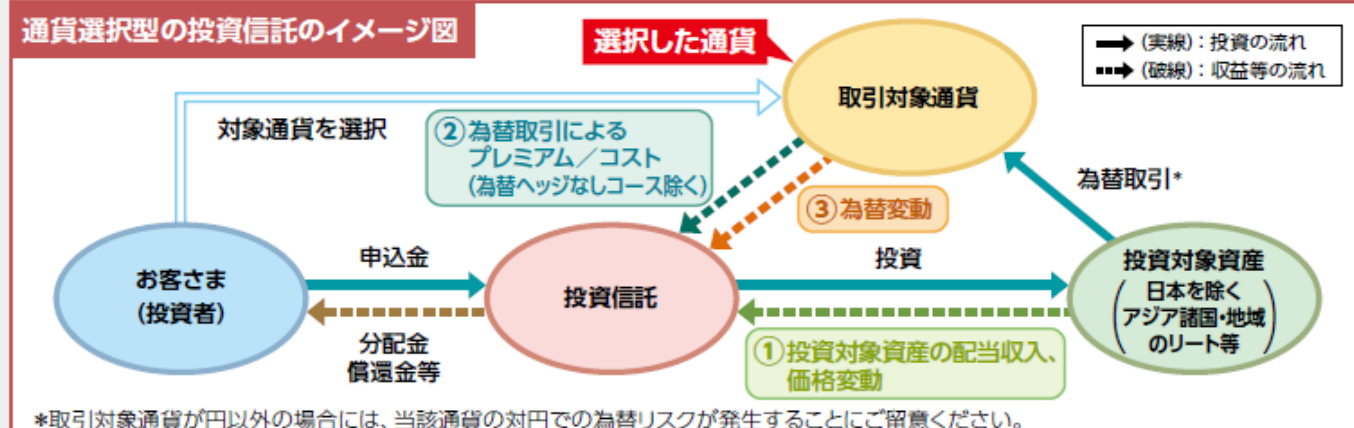 通貨選択型の投資信託のイメージ図
選択した通貨
(実線)：投資の流れ
(破線)：収益等の流れ
取引対象通貨
対象通貨を選択
②為替取引による
プレミアム／コスト
(為替ヘッジなしコース除く)
為替取引*
③為替変動
お客さま
(投資者)
申込金
分配金
償還金等
投資信託
投資
①投資対象資産の配当収入、
価格変動
投資対象資産
日本を除く
アジア諸国・地域
のリート等
*取引対象通貨が円以外の場合には、当該通貨の対円での為替リスクが発生することにご留意ください。